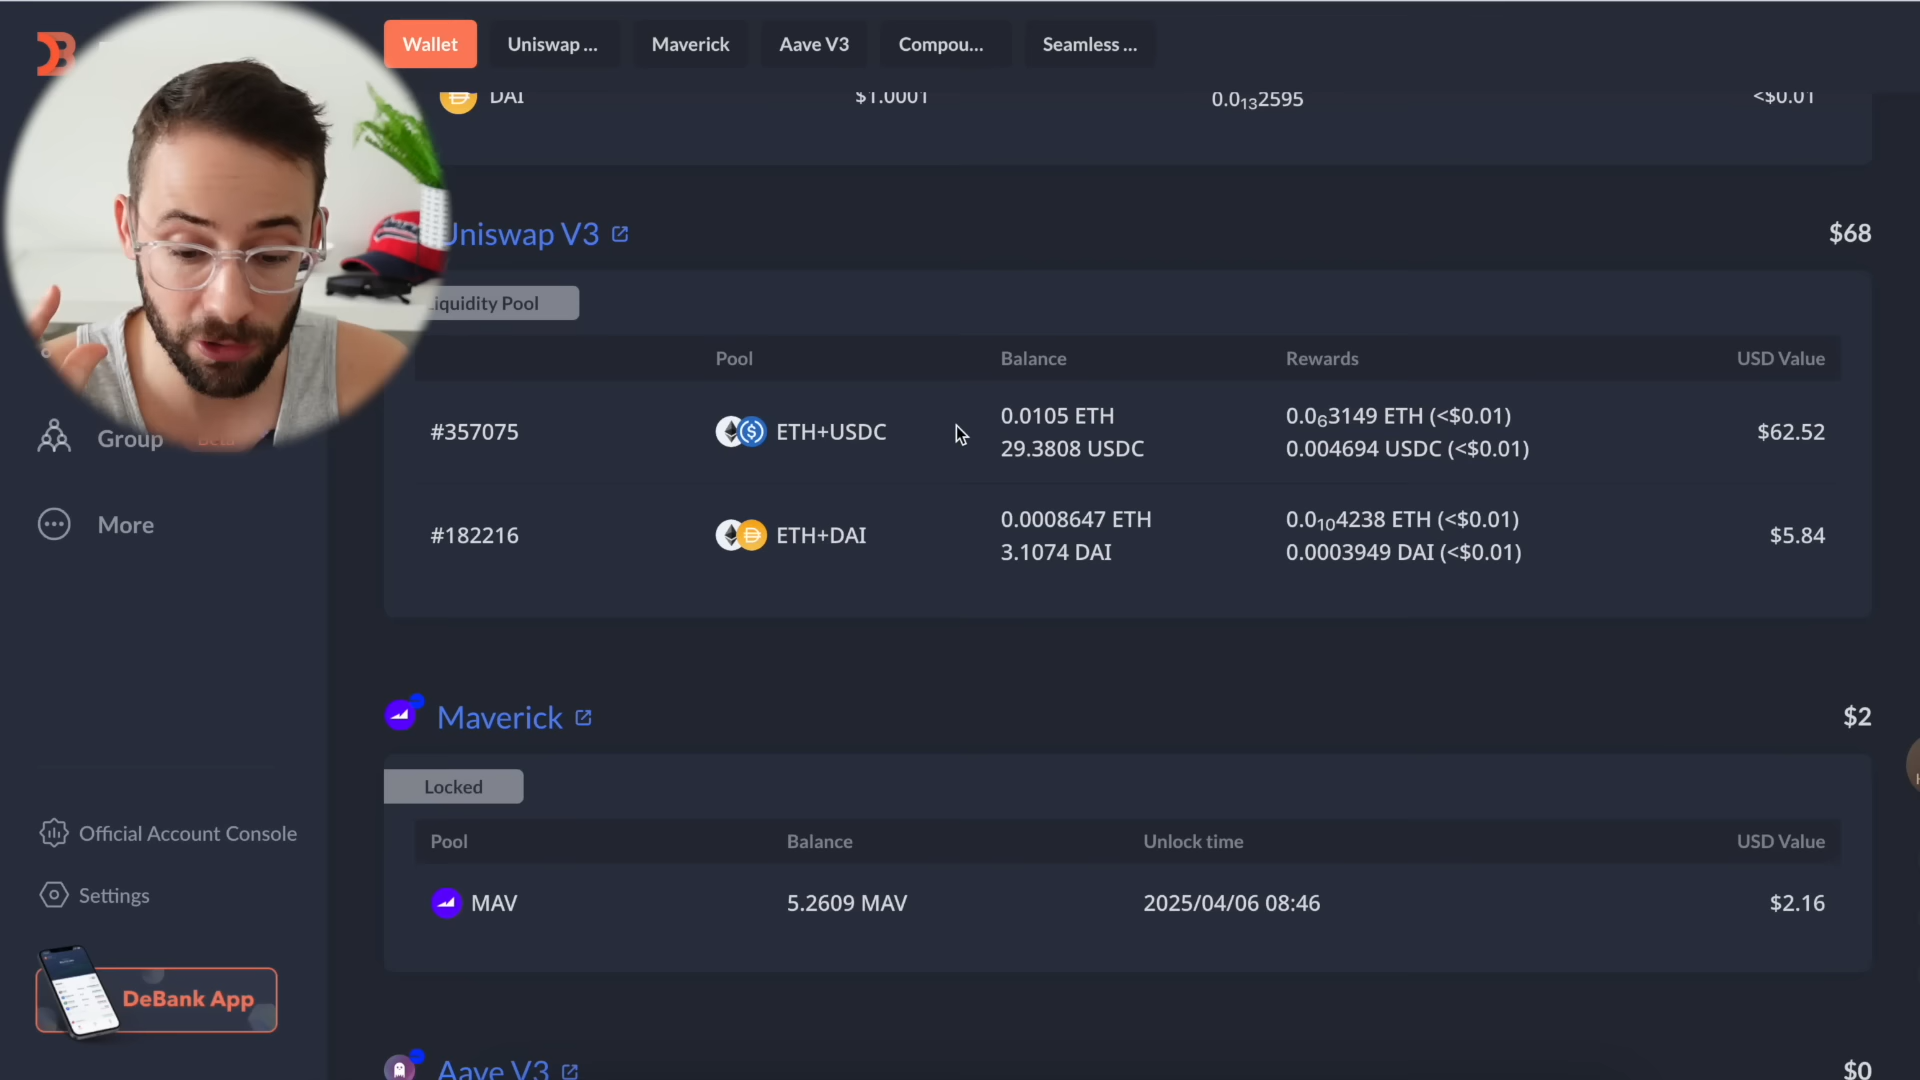 Wallet
Uniswap ...
Maverick
Aave V3
Compou...
Seamless ...
DAI
$1.0001
0.0₁₃2595
<$0.01
Uniswap V3
$68
Liquidity Pool
Pool
Balance
Rewards
USD Value
#357075
ETH+USDC
0.0105 ETH
29.3808 USDC
0.0₆3149 ETH (<$0.01)
0.004694 USDC (<$0.01)
$62.52
#182216
ETH+DAI
0.0008647 ETH
3.1074 DAI
0.0₁₀4238 ETH (<$0.01)
0.0003949 DAI (<$0.01)
$5.84
Group
Beta
More
Maverick
$2
Locked
Pool
Balance
Unlock time
USD Value
MAV
5.2609 MAV
2025/04/06 08:46
$2.16
Official Account Console
Settings
DeBank App
Aave V3
$0